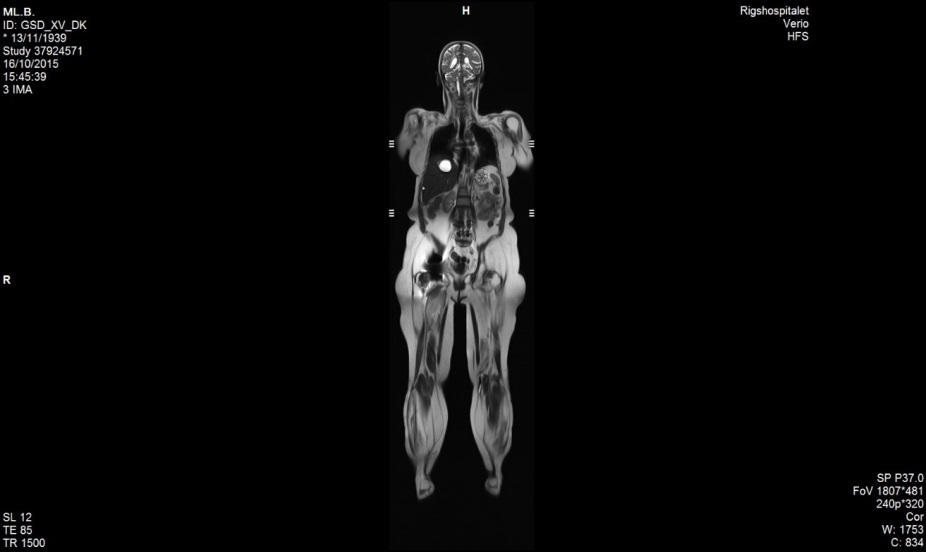 ML.B.
ID: GSD_XV_DK
* 13/11/1939
Study 37924571
16/10/2015
15:45:39
3 IMA
H
Rigshospitalet
Verio
HFS
R
SL 12
TE 85
TR 1500
SP P37.0
FoV 1807*481
240p*320
Cor
W: 1753
C: 834